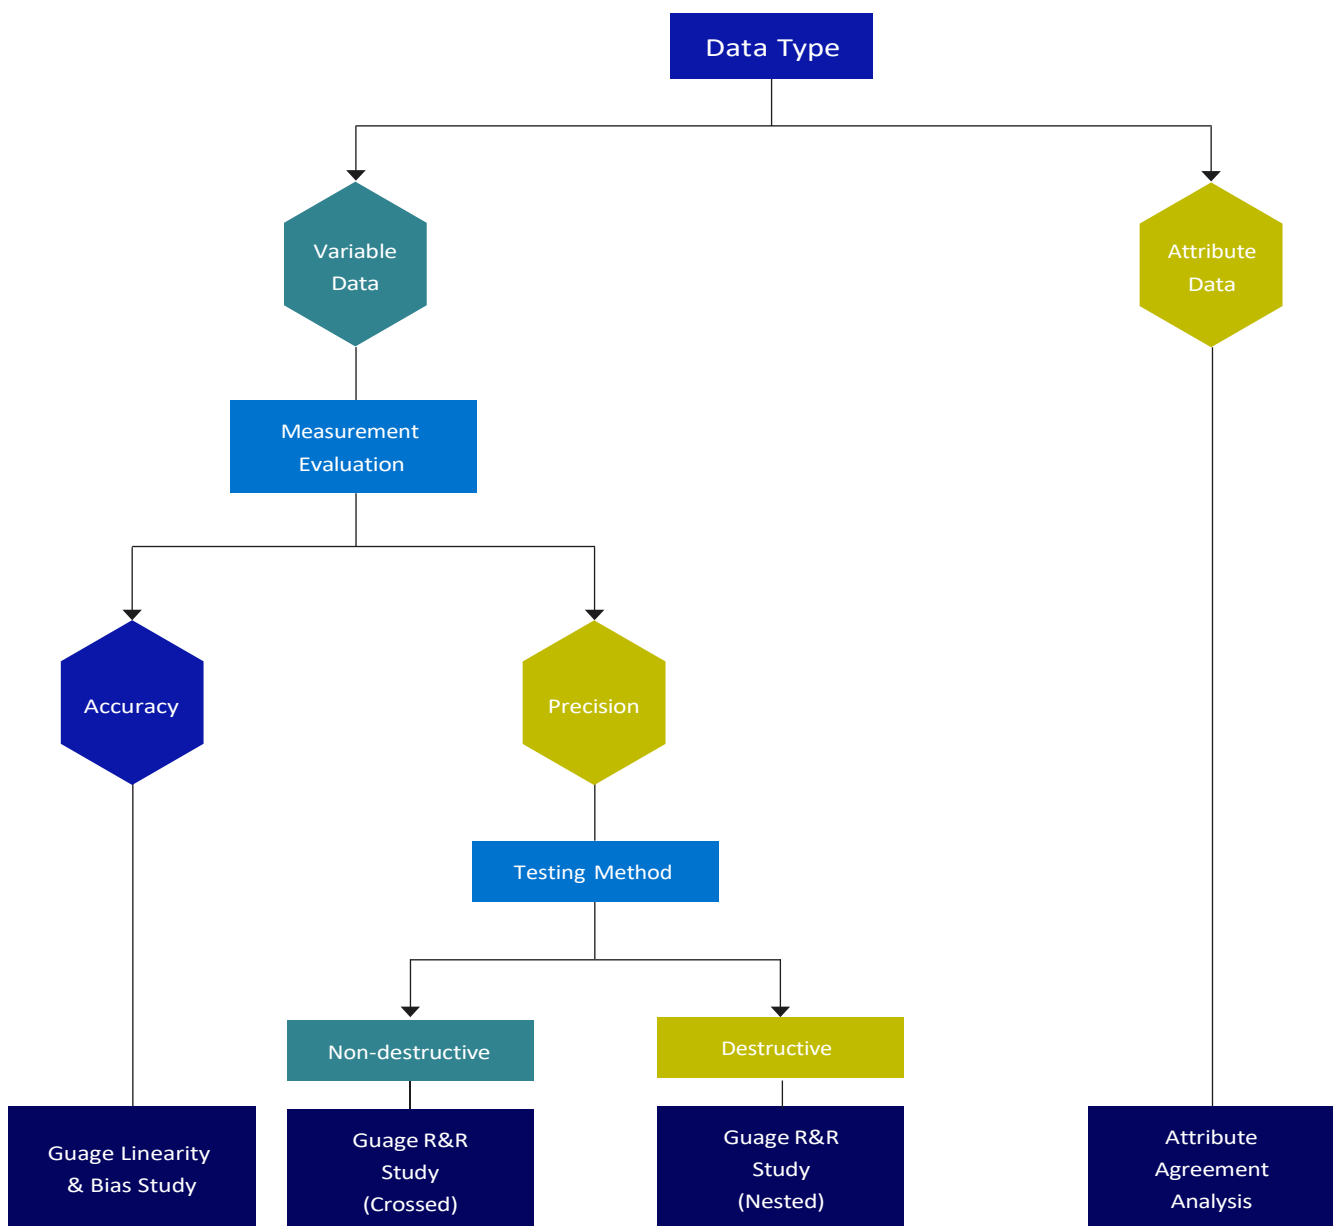 Data Type
Variable
Data
Attribute
Data
Measurement
Evaluation
Accuracy
Precision
Testing Method
Non-destructive
Destructive
Guage Linearity
& Bias Study
Guage R&R
Study
(Crossed)
Guage R&R
Study
(Nested)
Attribute
Agreement
Analysis